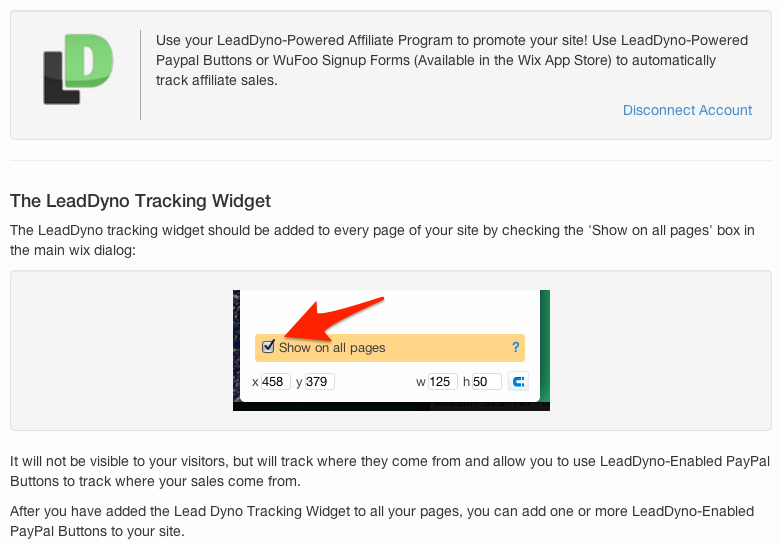 LD
Use your LeadDyno-Powered Affiliate Program to promote your site! Use LeadDyno-Powered
Paypal Buttons or WuFoo Signup Forms (Available in the Wix App Store) to automatically
track affiliate sales.
Disconnect Account
The LeadDyno Tracking Widget
The LeadDyno tracking widget should be added to every page of your site by checking the 'Show on all pages' box in
the main wix dialog:
Show on all pages ?
x 458 y 379 w 125 h 50
It will not be visible to your visitors, but will track where they come from and allow you to use LeadDyno-Enabled PayPal
Buttons to track where your sales come from.
After you have added the Lead Dyno Tracking Widget to all your pages, you can add one or more LeadDyno-Enabled
PayPal Buttons to your site.